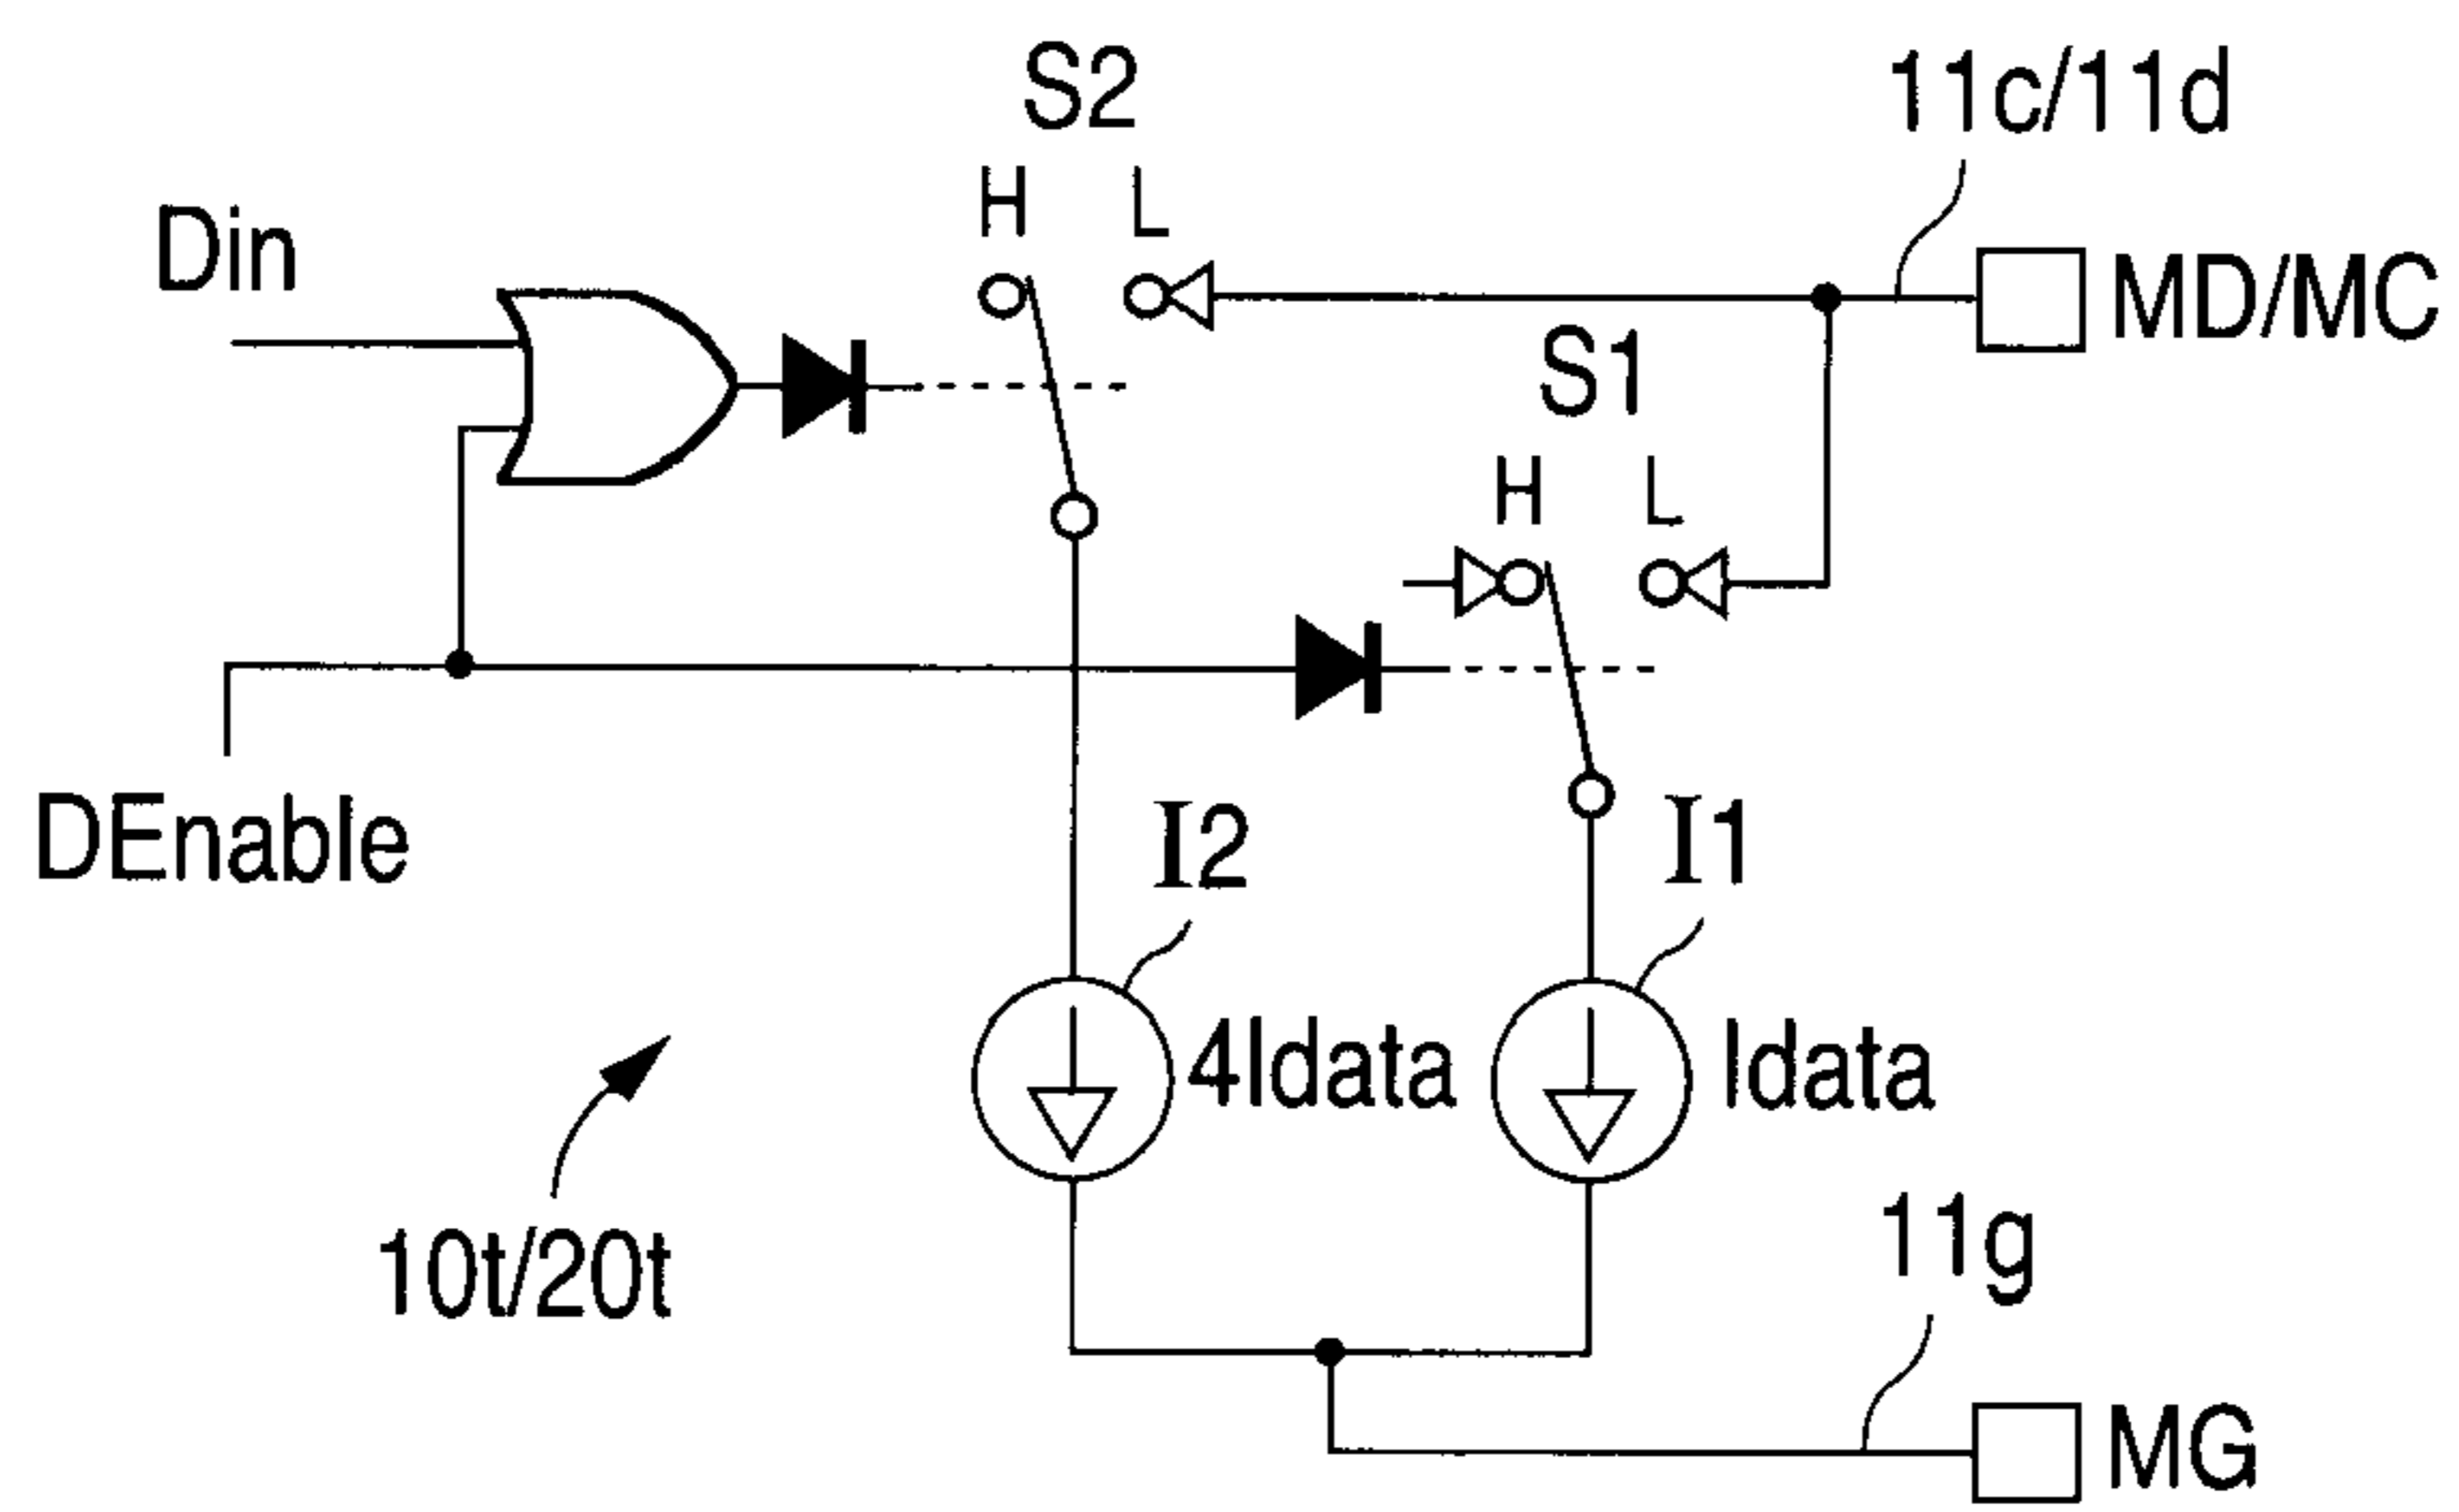 S2
11c/11d
H
L
Din
MD/MC
S1
H
L
DEnable
I2
I1
4Idata
Idata
10t/20t
11g
MG